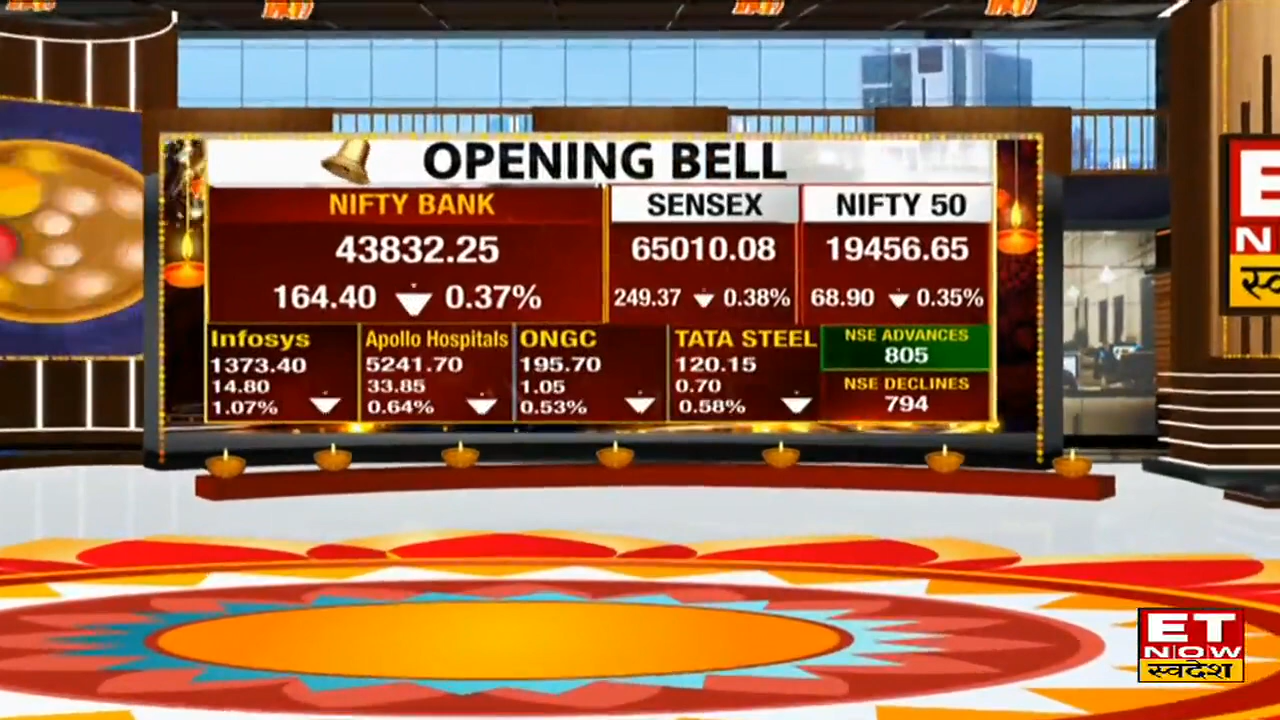 OPENING BELL
NIFTY BANK
43832.25
164.40 0.37%
SENSEX
65010.08
249.37 0.38%
NIFTY 50
19456.65
68.90 0.35%
Infosys
1373.40
14.80
1.07%
Apollo Hospitals
5241.70
33.85
0.64%
ONGC
195.70
1.05
0.53%
TATA STEEL
120.15
0.70
0.58%
NSE ADVANCES
805
NSE DECLINES
794
ET
NOW
स्वदेश